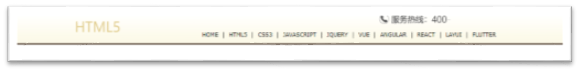 服务热线：400-
HTML5
HOME | HTML5 | CSS3 | JAVASCRIPT | JQUERY | VUE | ANGULAR | REACT | LAYUI | FLUTTER